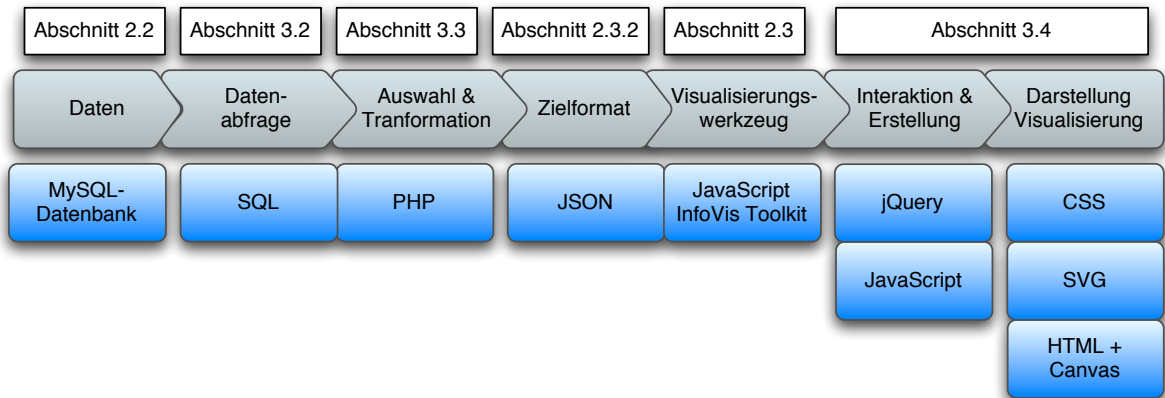 Abschnitt 2.2
Abschnitt 3.2
Abschnitt 3.3
Abschnitt 2.3.2
Abschnitt 2.3
Abschnitt 3.4
Daten
Daten-
abfrage
Auswahl &
Tranformation
Zielformat
Visualisierungs-
werkzeug
Interaktion &
Erstellung
Darstellung
Visualisierung
MySQL-
Datenbank
SQL
PHP
JSON
JavaScript
InfoVis Toolkit
jQuery
CSS
JavaScript
SVG
HTML +
Canvas